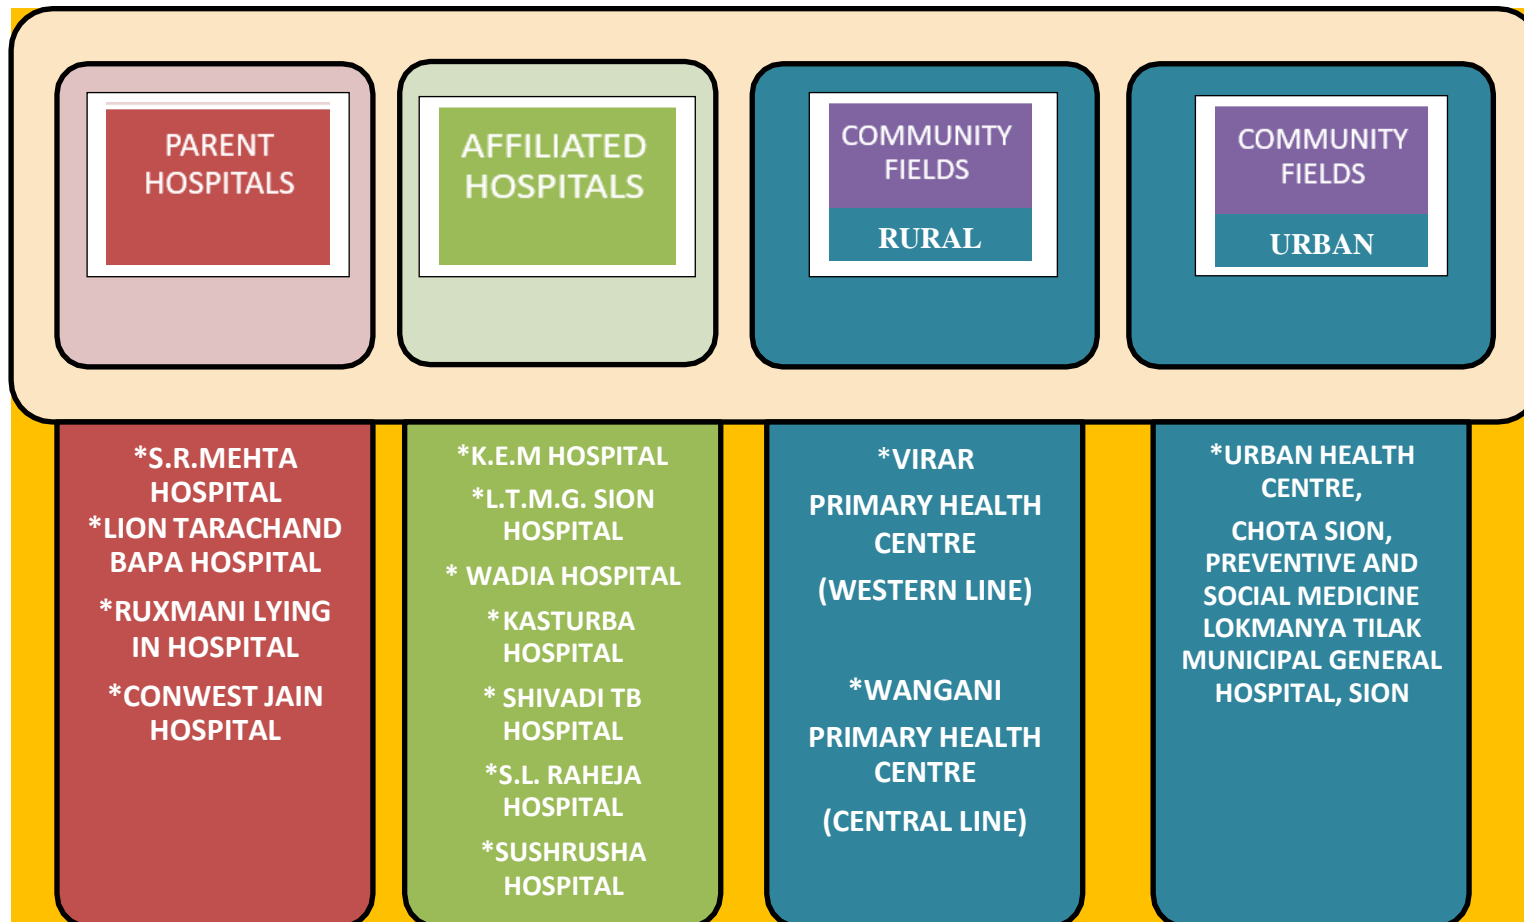 PARENT
HOSPITALS
AFFILIATED
HOSPITALS
COMMUNITY
FIELDS
RURAL
COMMUNITY
FIELDS
URBAN
*S.R.MEHTA
HOSPITAL
*LION TARACHAND
BAPA HOSPITAL
*RUXMANI LYING
IN HOSPITAL
*CONWEST JAIN
HOSPITAL
*K.E.M HOSPITAL
*L.T.M.G. SION
HOSPITAL
* WADIA HOSPITAL
*KASTURBA
HOSPITAL
* SHIVADI TB
HOSPITAL
*S.L. RAHEJA
HOSPITAL
*SUSHRUSHA
HOSPITAL
*VIRAR
PRIMARY HEALTH
CENTRE
(WESTERN LINE)
*WANGANI
PRIMARY HEALTH
CENTRE
(CENTRAL LINE)
*URBAN HEALTH
CENTRE,
CHOTA SION,
PREVENTIVE AND
SOCIAL MEDICINE
LOKMANYA TILAK
MUNICIPAL GENERAL
HOSPITAL, SION